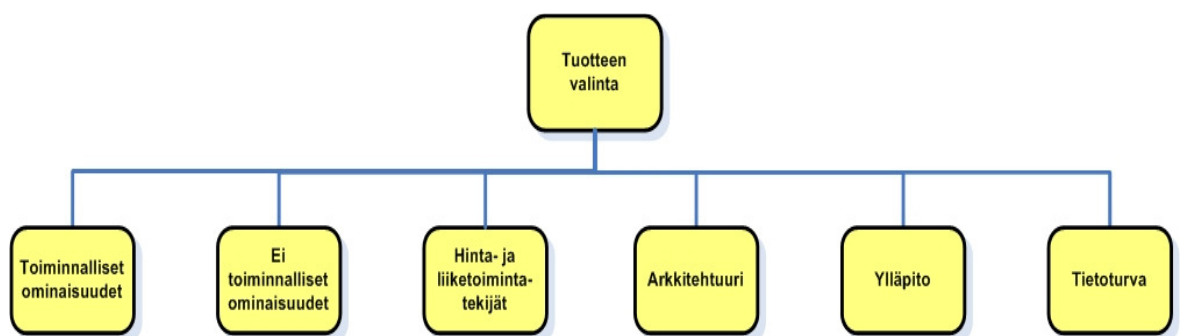 Tuotteen
valinta
Toiminnalliset
ominaisuudet
Ei
toiminnalliset
ominaisuudet
Hinta- ja
liiketoiminta-
tekijät
Arkkitehtuuri
Ylläpito
Tietoturva